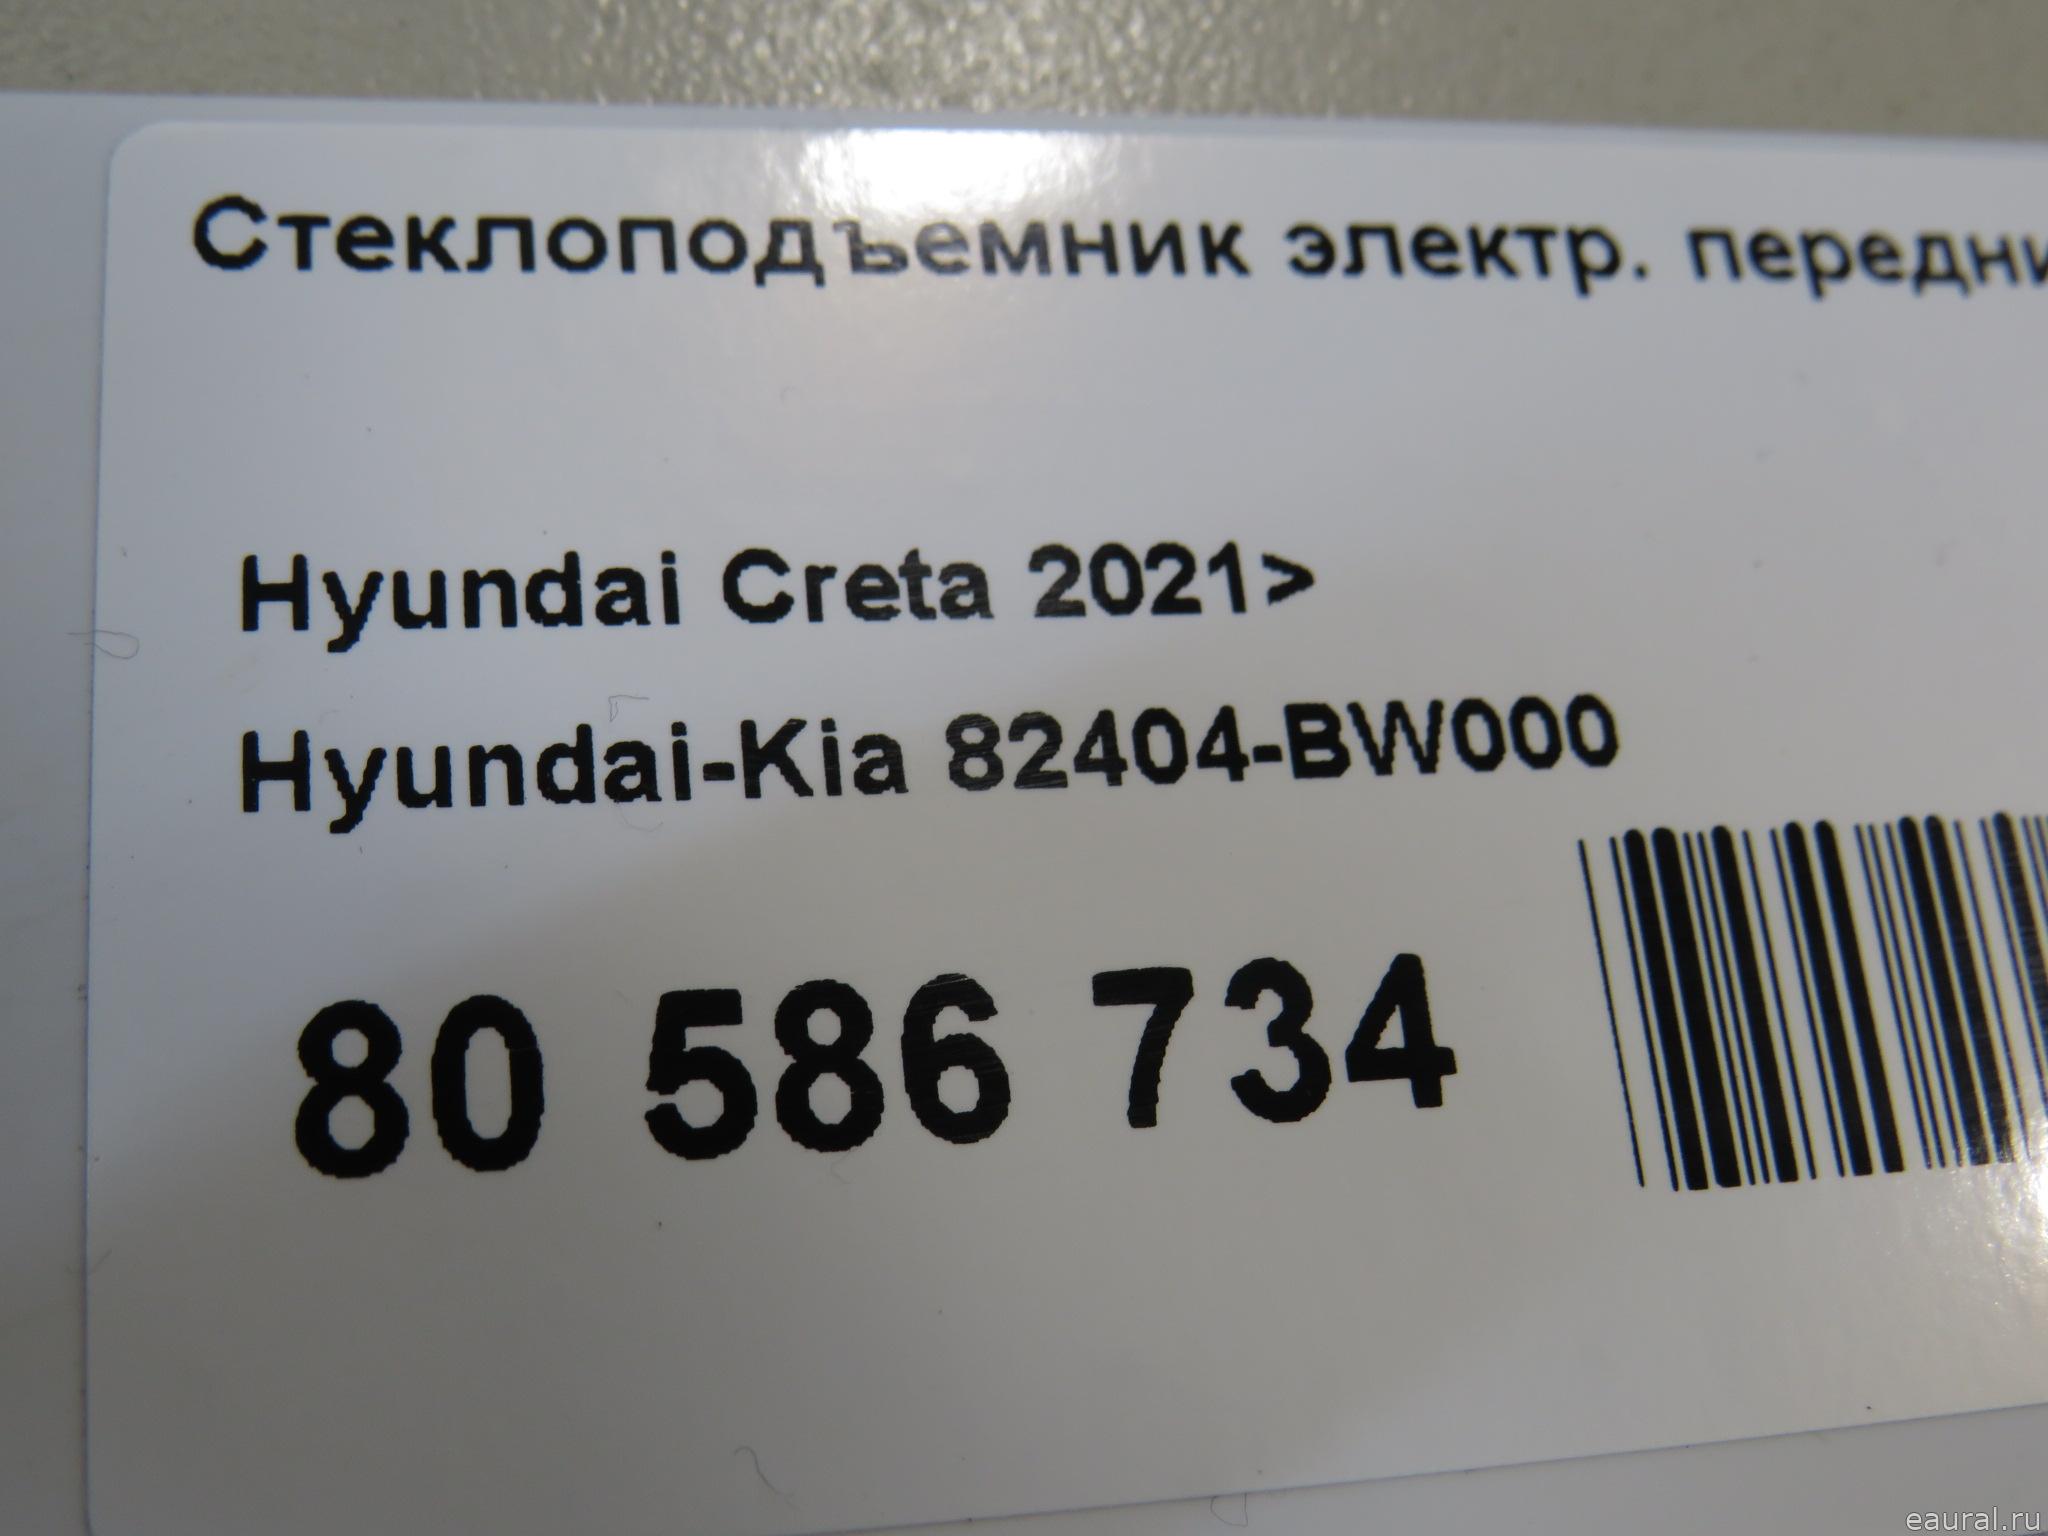 Стеклоподъемник электр. передни
Hyundai Creta 2021>
Hyundai-Kia 82404-BW000
80 586 734
eaural.ru